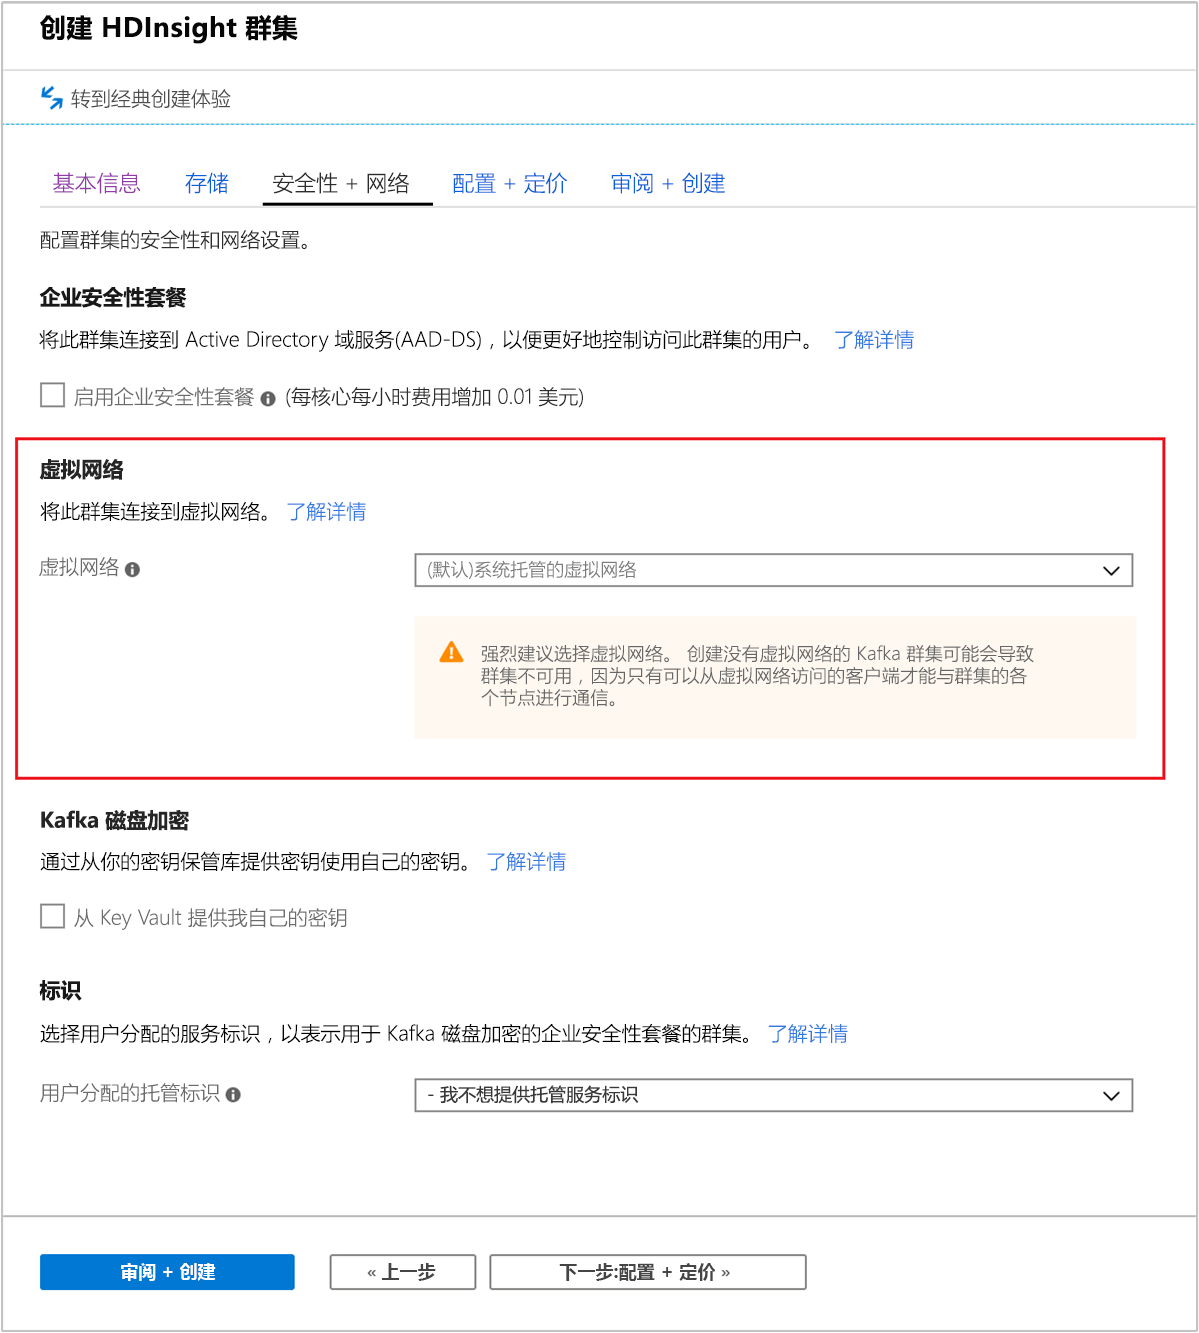 创建 HDInsight 群集
转到经典创建体验
基本信息 存储 安全性 + 网络 配置 + 定价 审阅 + 创建
配置群集的安全性和网络设置。
企业安全性套餐
将此群集连接到 Active Directory 域服务(AAD-DS)，以便更好地控制访问此群集的用户。 了解详情
启用企业安全性套餐 (每核心每小时费用增加 0.01 美元)
虚拟网络
将此群集连接到虚拟网络。 了解详情
虚拟网络 (默认)系统托管的虚拟网络
强烈建议选择虚拟网络。 创建没有虚拟网络的 Kafka 群集可能会导致
群集不可用，因为只有可以从虚拟网络访问的客户端才能与群集的各
个节点进行通信。
Kafka 磁盘加密
通过从你的密钥保管库提供密钥使用自己的密钥。 了解详情
从 Key Vault 提供我自己的密钥
标识
选择用户分配的服务标识，以表示用于 Kafka 磁盘加密的企业安全性套餐的群集。 了解详情
用户分配的托管标识 - 我不想提供托管服务标识
审阅 + 创建 « 上一步 下一步:配置 + 定价 »